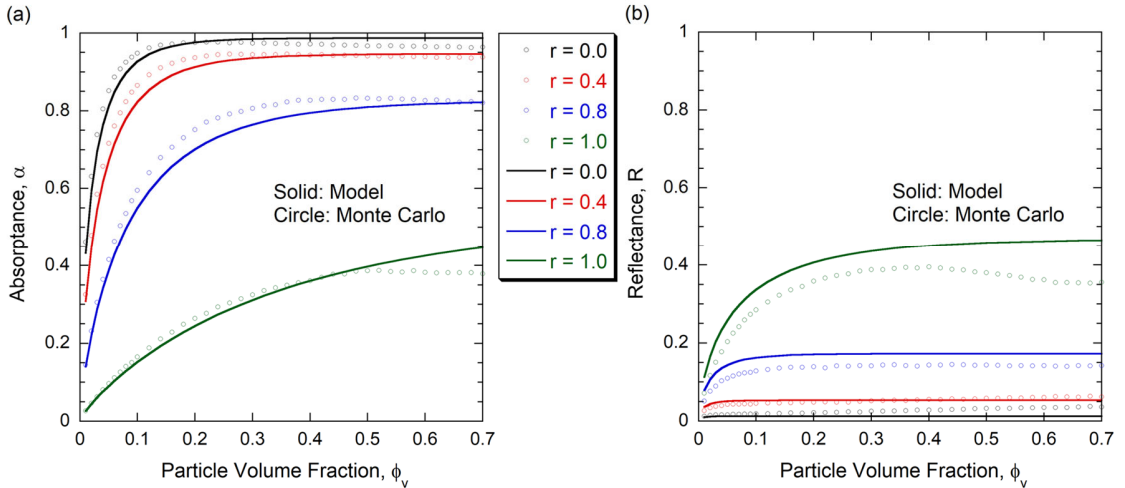 (a)
1
0.8
0.6
0.4
0.2
0
Absorptance, α
Solid: Model
Circle: Monte Carlo
0 0.1 0.2 0.3 0.4 0.5 0.6 0.7
Particle Volume Fraction, ϕv
r = 0.0
r = 0.4
r = 0.8
r = 1.0
r = 0.0
r = 0.4
r = 0.8
r = 1.0
(b)
1
0.8
0.6
0.4
0.2
0
Reflectance, R
Solid: Model
Circle: Monte Carlo
0 0.1 0.2 0.3 0.4 0.5 0.6 0.7
Particle Volume Fraction, ϕv